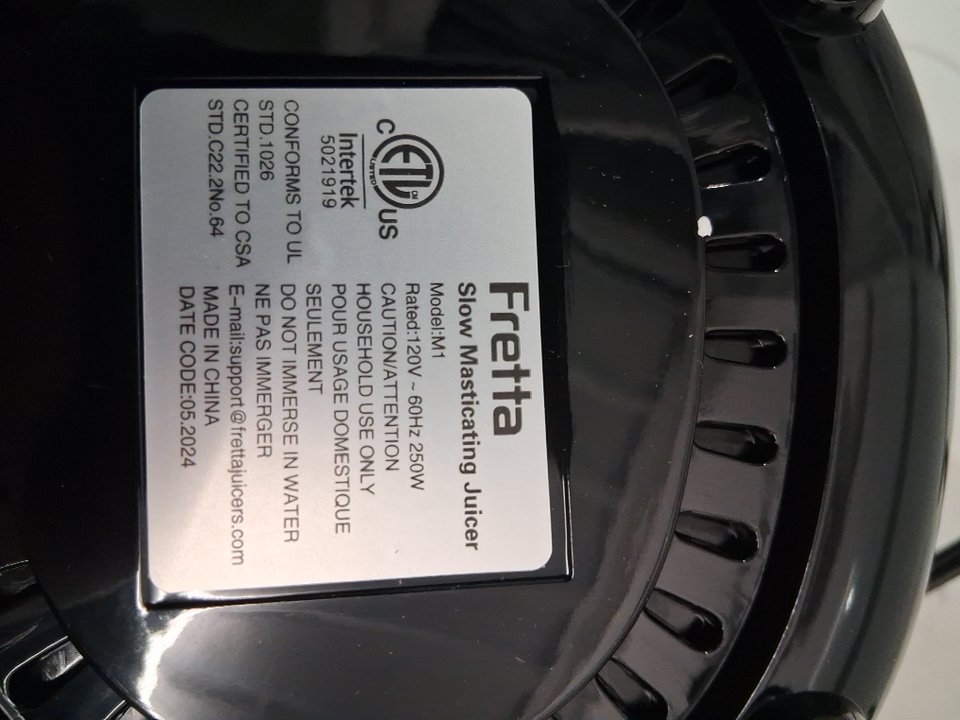 Fretta
Slow Masticating Juicer
Model:M1
Rated:120V ~ 60Hz 250W
CAUTION/ATTENTION
HOUSEHOLD USE ONLY
POUR USAGE DOMESTIQUE
SEULEMENT
DO NOT IMMERSE IN WATER
NE PAS IMMERGER
E-mail:support@frettajuicers.com
MADE IN CHINA
DATE CODE:05.2024
C ETL CM US
LISTED
Intertek
5021919
CONFORMS TO UL
STD.1026
CERTIFIED TO CSA
STD.C22.2No.64